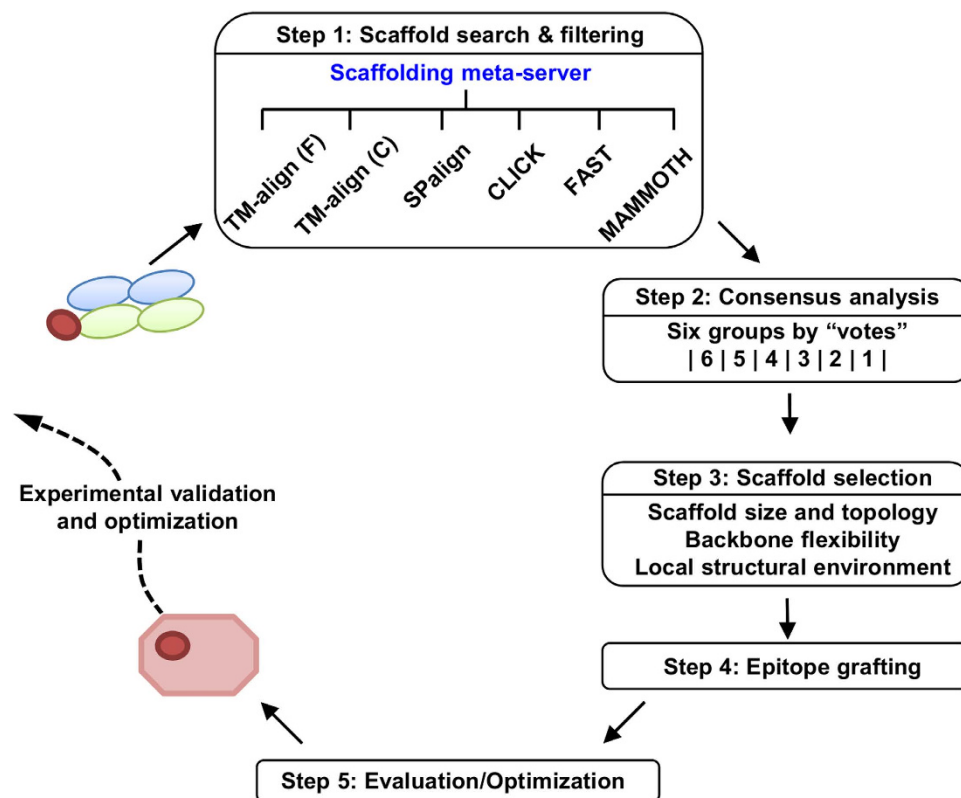 Step 1: Scaffold search & filtering
Scaffolding meta-server
TM-align (F)
TM-align (C)
SPalign
CLICK
FAST
MAMMOTH
Step 2: Consensus analysis
Six groups by “votes”
| 6 | 5 | 4 | 3 | 2 | 1 |
Step 3: Scaffold selection
Scaffold size and topology
Backbone flexibility
Local structural environment
Step 4: Epitope grafting
Step 5: Evaluation/Optimization
Experimental validation
and optimization